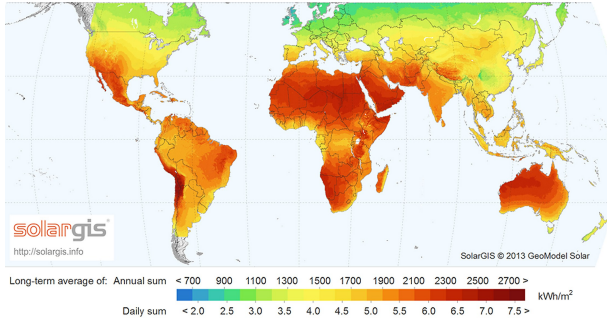 solargis
http://solargis.info
SolarGIS © 2013 GeoModel Solar
Long-term average of: Annual sum < 700 900 1100 1300 1500 1700 1900 2100 2300 2500 2700 >
kWh/m²
Daily sum < 2.0 2.5 3.0 3.5 4.0 4.5 5.0 5.5 6.0 6.5 7.0 7.5 >